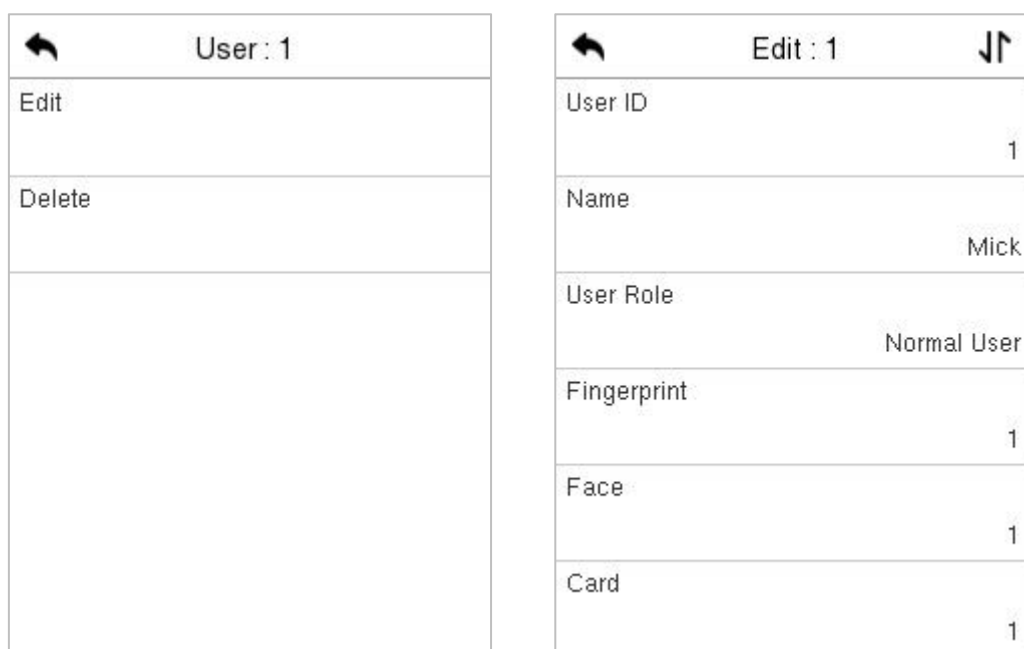 User : 1
Edit
Delete
Edit : 1
User ID
1
Name
Mick
User Role
Normal User
Fingerprint
1
Face
1
Card
1